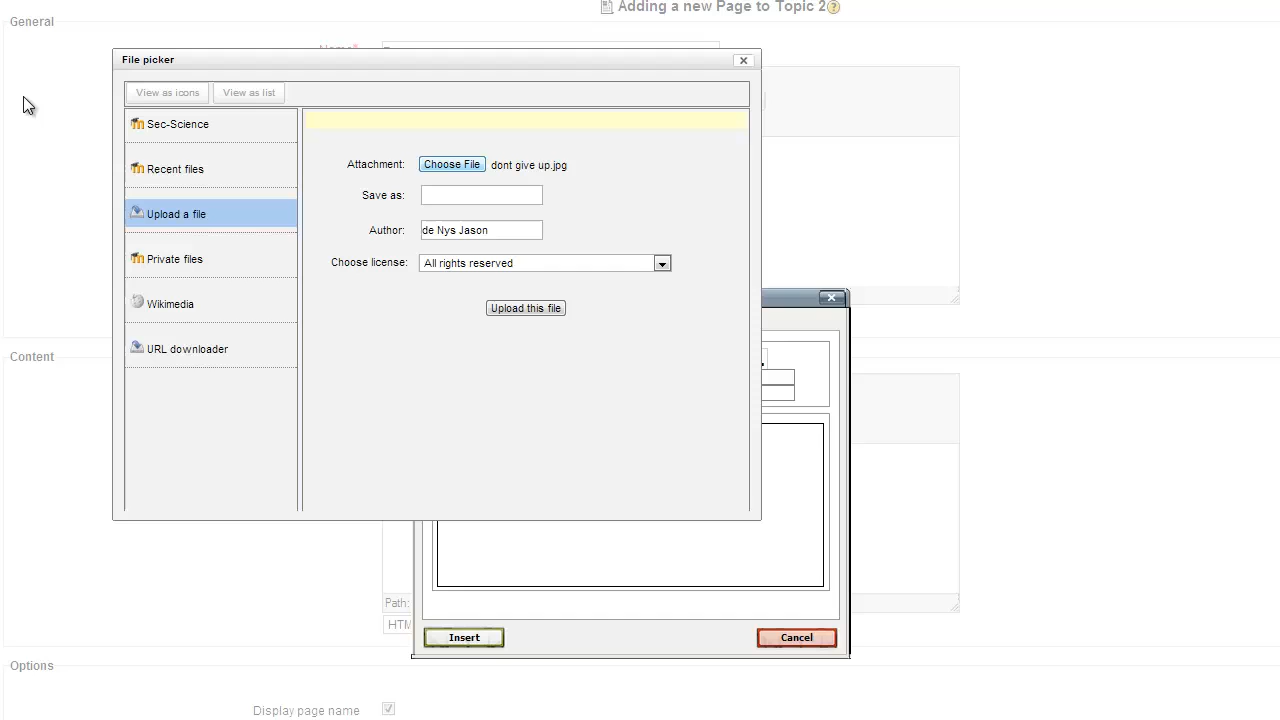 Adding a new Page to Topic 2
General
Name*
File picker
View as icons View as list
Sec-Science
Recent files
Upload a file
Private files
Wikimedia
URL downloader
Attachment: Choose File dont give up.jpg
Save as:
Author: de Nys Jason
Choose license: All rights reserved
Upload this file
Content
Path:
HTM
Insert Cancel
Options
Display page name